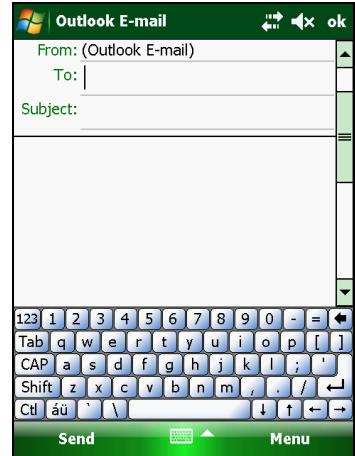 Outlook E-mail ok
From: (Outlook E-mail)
To:
Subject:
123 1 2 3 4 5 6 7 8 9 0 - =
Tab q w e r t y u i o p [ ]
CAP a s d f g h j k l ; '
Shift z x c v b n m , . /
Ctl áü ` \
Send Menu